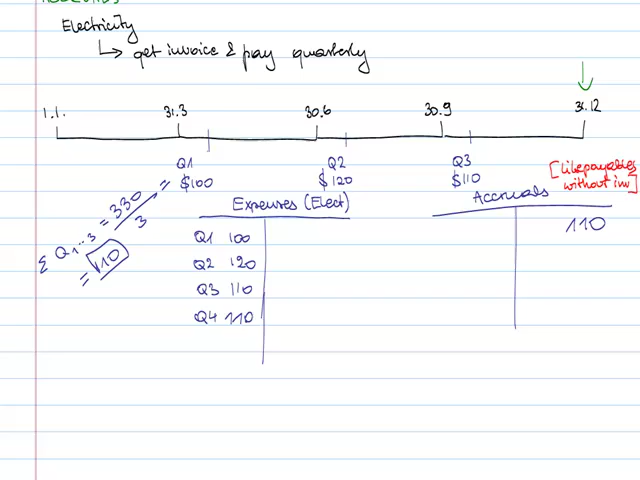 Electricity
↳ get invoice & pay quarterly
1.1. 31.3 30.6 30.9 31.12
Q1 Q2 Q3
$100 $120 $110
[Like payables
without inv]
Σ Q1...3 = 330 / 3 =
= 110
Expenses (Elect)
Q1 100
Q2 120
Q3 110
Q4 110
Accruals
110